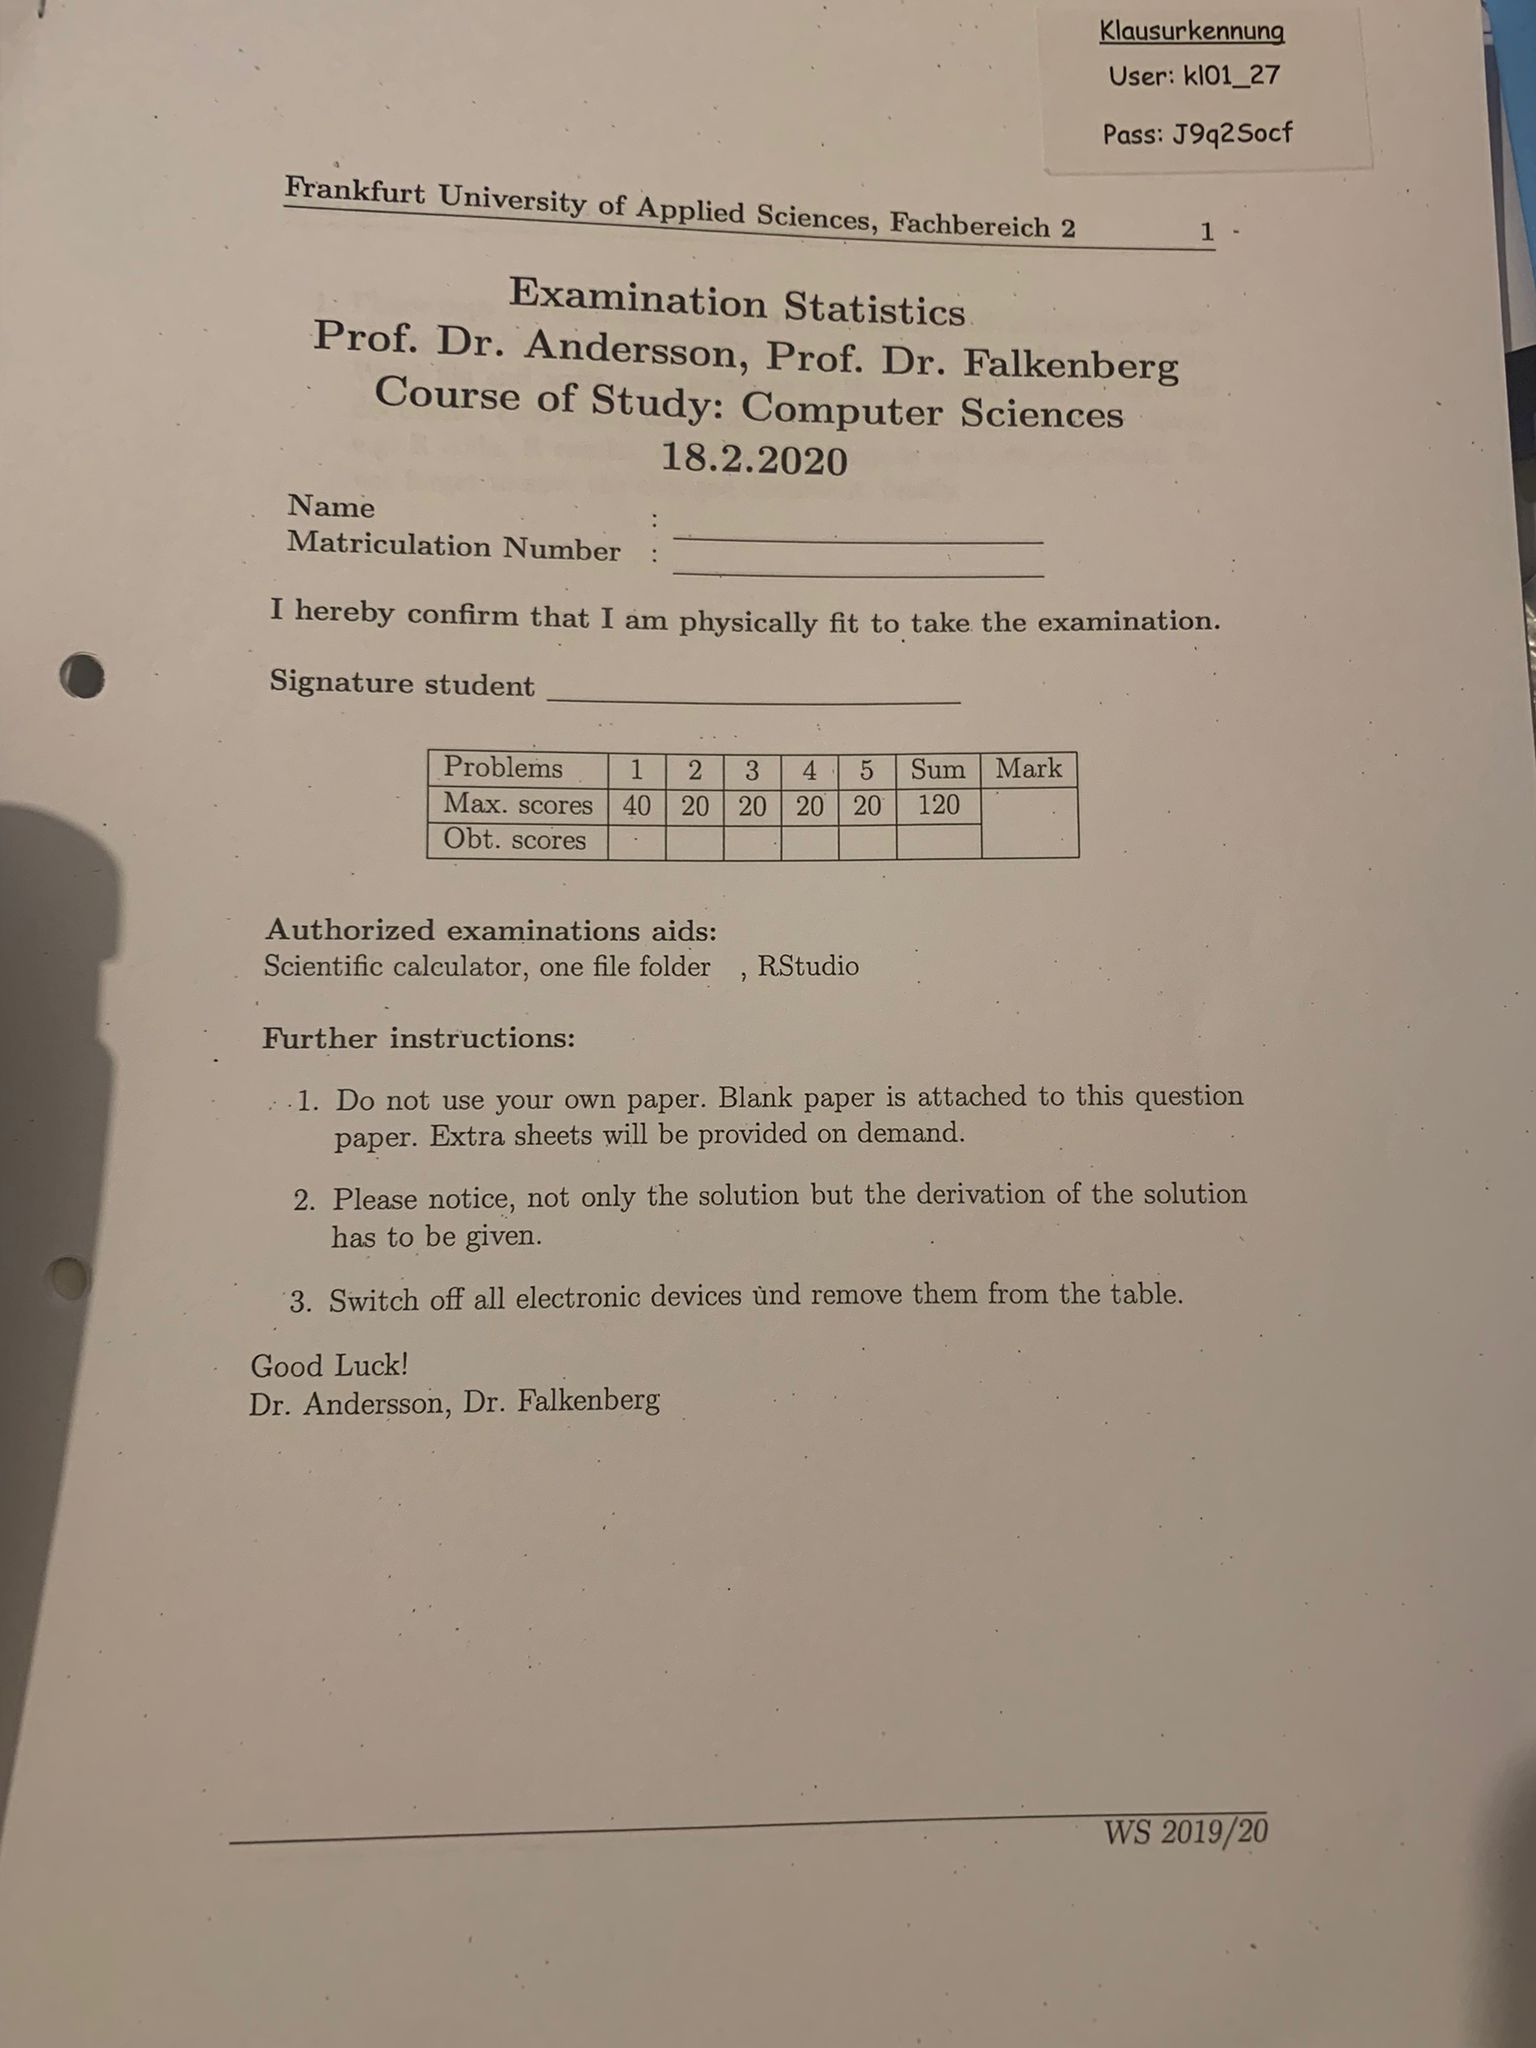 Klausurkennung
User: kl01_27
Pass: J9q2Socf
Frankfurt University of Applied Sciences, Fachbereich 2 1
Examination Statistics
Prof. Dr. Andersson, Prof. Dr. Falkenberg
Course of Study: Computer Sciences
18.2.2020
Name :
Matriculation Number :
I hereby confirm that I am physically fit to take the examination.
Signature student
Problems 1 2 3 4 5 Sum Mark
Max. scores 40 20 20 20 20 120
Obt. scores
Authorized examinations aids:
Scientific calculator, one file folder , RStudio
Further instructions:
1. Do not use your own paper. Blank paper is attached to this question
paper. Extra sheets will be provided on demand.
2. Please notice, not only the solution but the derivation of the solution
has to be given.
3. Switch off all electronic devices und remove them from the table.
Good Luck!
Dr. Andersson, Dr. Falkenberg
WS 2019/20